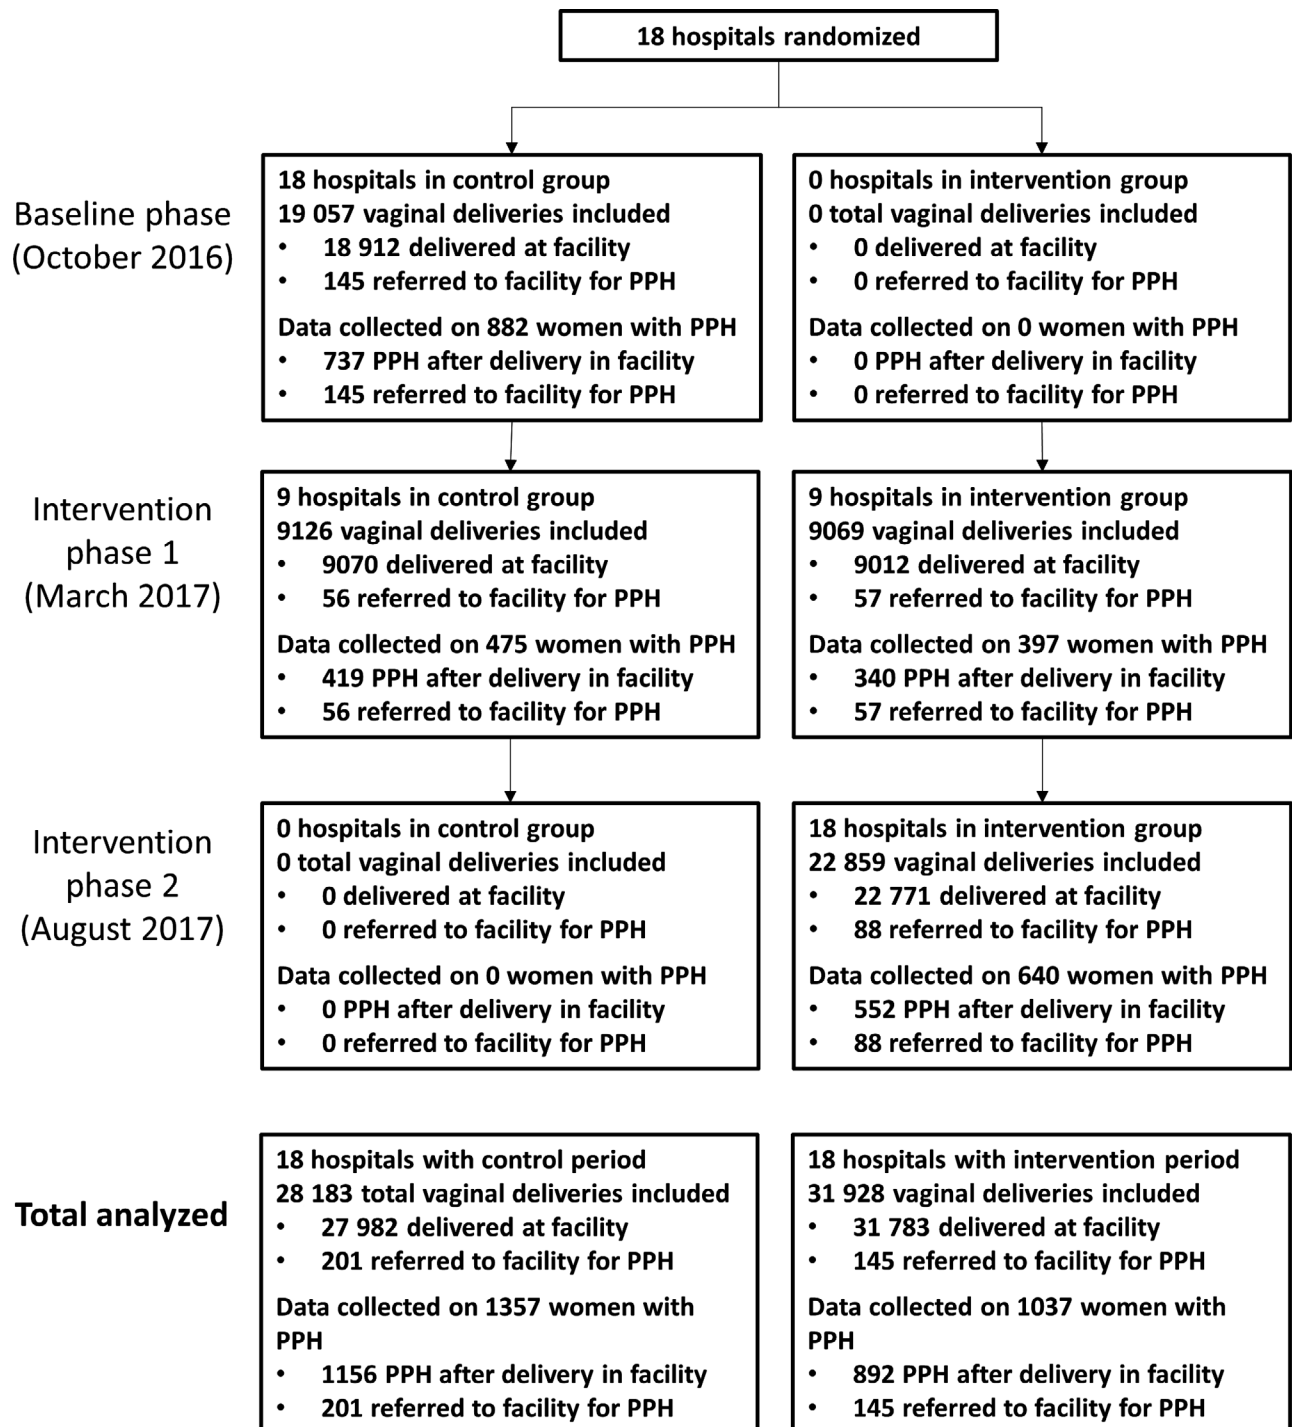 18 hospitals randomized
Baseline phase
(October 2016)
18 hospitals in control group
19 057 vaginal deliveries included
• 18 912 delivered at facility
• 145 referred to facility for PPH
Data collected on 882 women with PPH
• 737 PPH after delivery in facility
• 145 referred to facility for PPH
0 hospitals in intervention group
0 total vaginal deliveries included
• 0 delivered at facility
• 0 referred to facility for PPH
Data collected on 0 women with PPH
• 0 PPH after delivery in facility
• 0 referred to facility for PPH
Intervention
phase 1
(March 2017)
9 hospitals in control group
9126 vaginal deliveries included
• 9070 delivered at facility
• 56 referred to facility for PPH
Data collected on 475 women with PPH
• 419 PPH after delivery in facility
• 56 referred to facility for PPH
9 hospitals in intervention group
9069 vaginal deliveries included
• 9012 delivered at facility
• 57 referred to facility for PPH
Data collected on 397 women with PPH
• 340 PPH after delivery in facility
• 57 referred to facility for PPH
Intervention
phase 2
(August 2017)
0 hospitals in control group
0 total vaginal deliveries included
• 0 delivered at facility
• 0 referred to facility for PPH
Data collected on 0 women with PPH
• 0 PPH after delivery in facility
• 0 referred to facility for PPH
18 hospitals in intervention group
22 859 vaginal deliveries included
• 22 771 delivered at facility
• 88 referred to facility for PPH
Data collected on 640 women with PPH
• 552 PPH after delivery in facility
• 88 referred to facility for PPH
Total analyzed
18 hospitals with control period
28 183 total vaginal deliveries included
• 27 982 delivered at facility
• 201 referred to facility for PPH
Data collected on 1357 women with
PPH
• 1156 PPH after delivery in facility
• 201 referred to facility for PPH
18 hospitals with intervention period
31 928 vaginal deliveries included
• 31 783 delivered at facility
• 145 referred to facility for PPH
Data collected on 1037 women with
PPH
• 892 PPH after delivery in facility
• 145 referred to facility for PPH